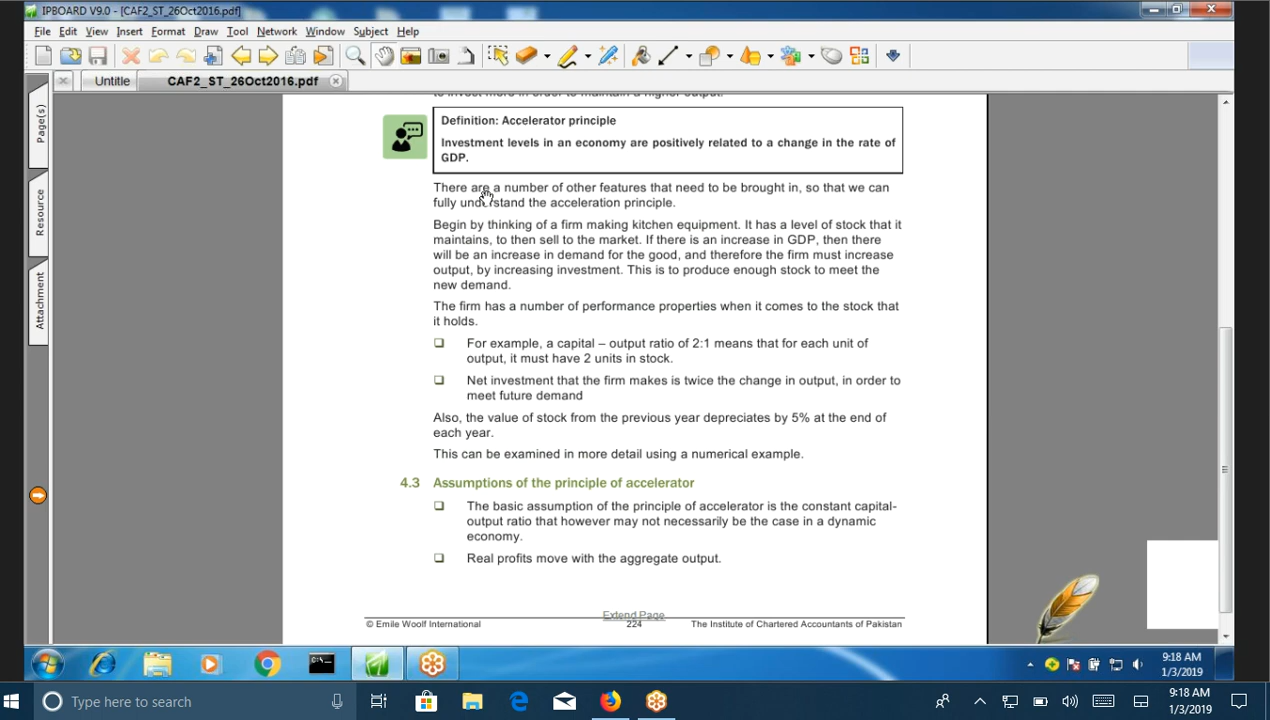 IPBOARD V9.0 - [CAF2_ST_26Oct2016.pdf]
File Edit View Insert Format Draw Tool Network Window Subject Help
Untitle CAF2_ST_26Oct2016.pdf
Page(s)
Resource
Attachment
to invest more in order to maintain a higher output.
Definition: Accelerator principle
Investment levels in an economy are positively related to a change in the rate of
GDP.
There are a number of other features that need to be brought in, so that we can
fully understand the acceleration principle.
Begin by thinking of a firm making kitchen equipment. It has a level of stock that it
maintains, to then sell to the market. If there is an increase in GDP, then there
will be an increase in demand for the good, and therefore the firm must increase
output, by increasing investment. This is to produce enough stock to meet the
new demand.
The firm has a number of performance properties when it comes to the stock that
it holds.
❑ For example, a capital – output ratio of 2:1 means that for each unit of
output, it must have 2 units in stock.
❑ Net investment that the firm makes is twice the change in output, in order to
meet future demand
Also, the value of stock from the previous year depreciates by 5% at the end of
each year.
This can be examined in more detail using a numerical example.
4.3 Assumptions of the principle of accelerator
❑ The basic assumption of the principle of accelerator is the constant capital-
output ratio that however may not necessarily be the case in a dynamic
economy.
❑ Real profits move with the aggregate output.
Extend Page
© Emile Woolf International 224 The Institute of Chartered Accountants of Pakistan
9:18 AM
1/3/2019
Type here to search
9:18 AM
1/3/2019